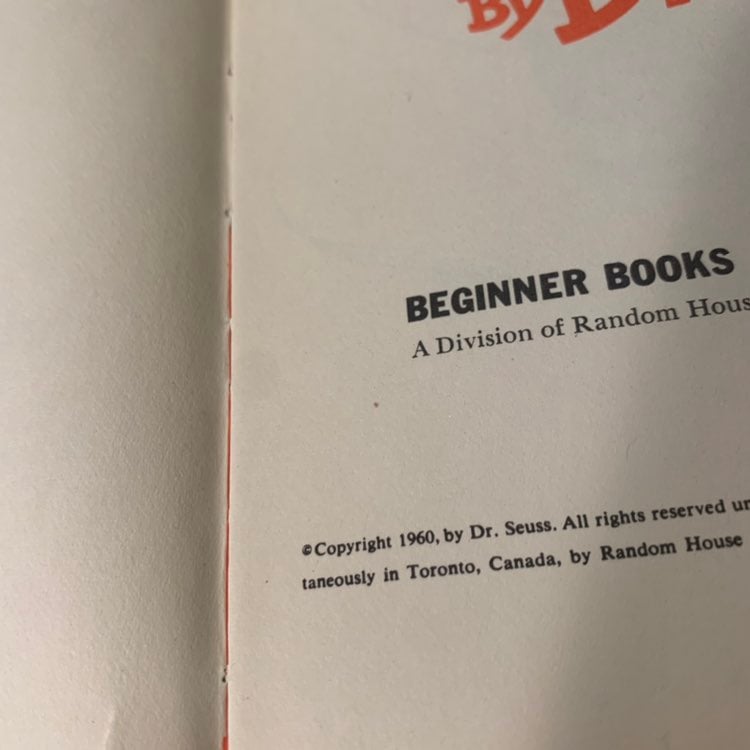 By
BEGINNER BOOKS
A Division of Random Hous
©Copyright 1960, by Dr. Seuss. All rights reserved
taneously in Toronto, Canada, by Random House